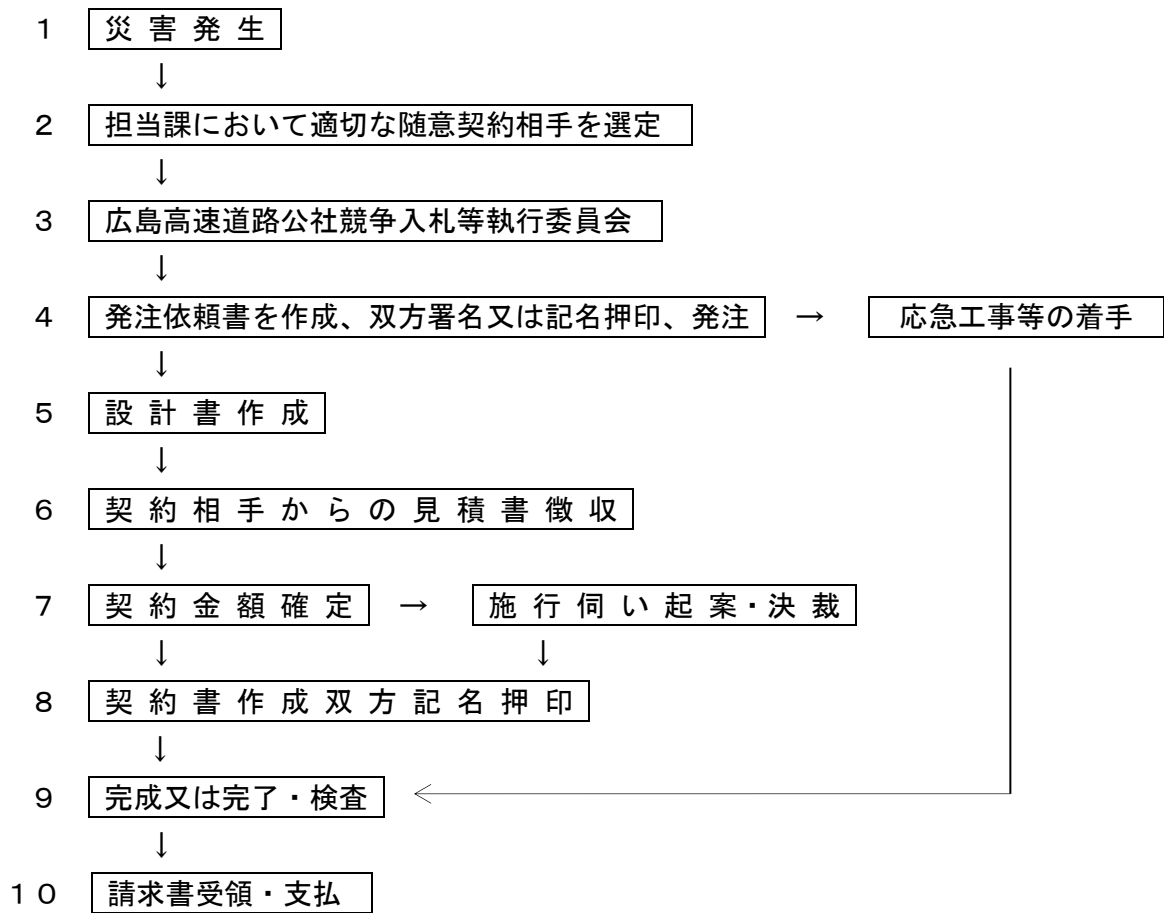 1 災害発生
↓
2 担当課において適切な随意契約相手を選定
↓
3 広島高速道路公社競争入札等執行委員会
↓
4 発注依頼書を作成、双方署名又は記名押印、発注 → 応急工事等の着手
↓
5 設計書作成
↓
6 契約相手からの見積書徴収
↓
7 契約金額確定 → 施行伺い起案・決裁
↓ ↓
8 契約書作成双方記名押印
↓
9 完成又は完了・検査
↓
10 請求書受領・支払